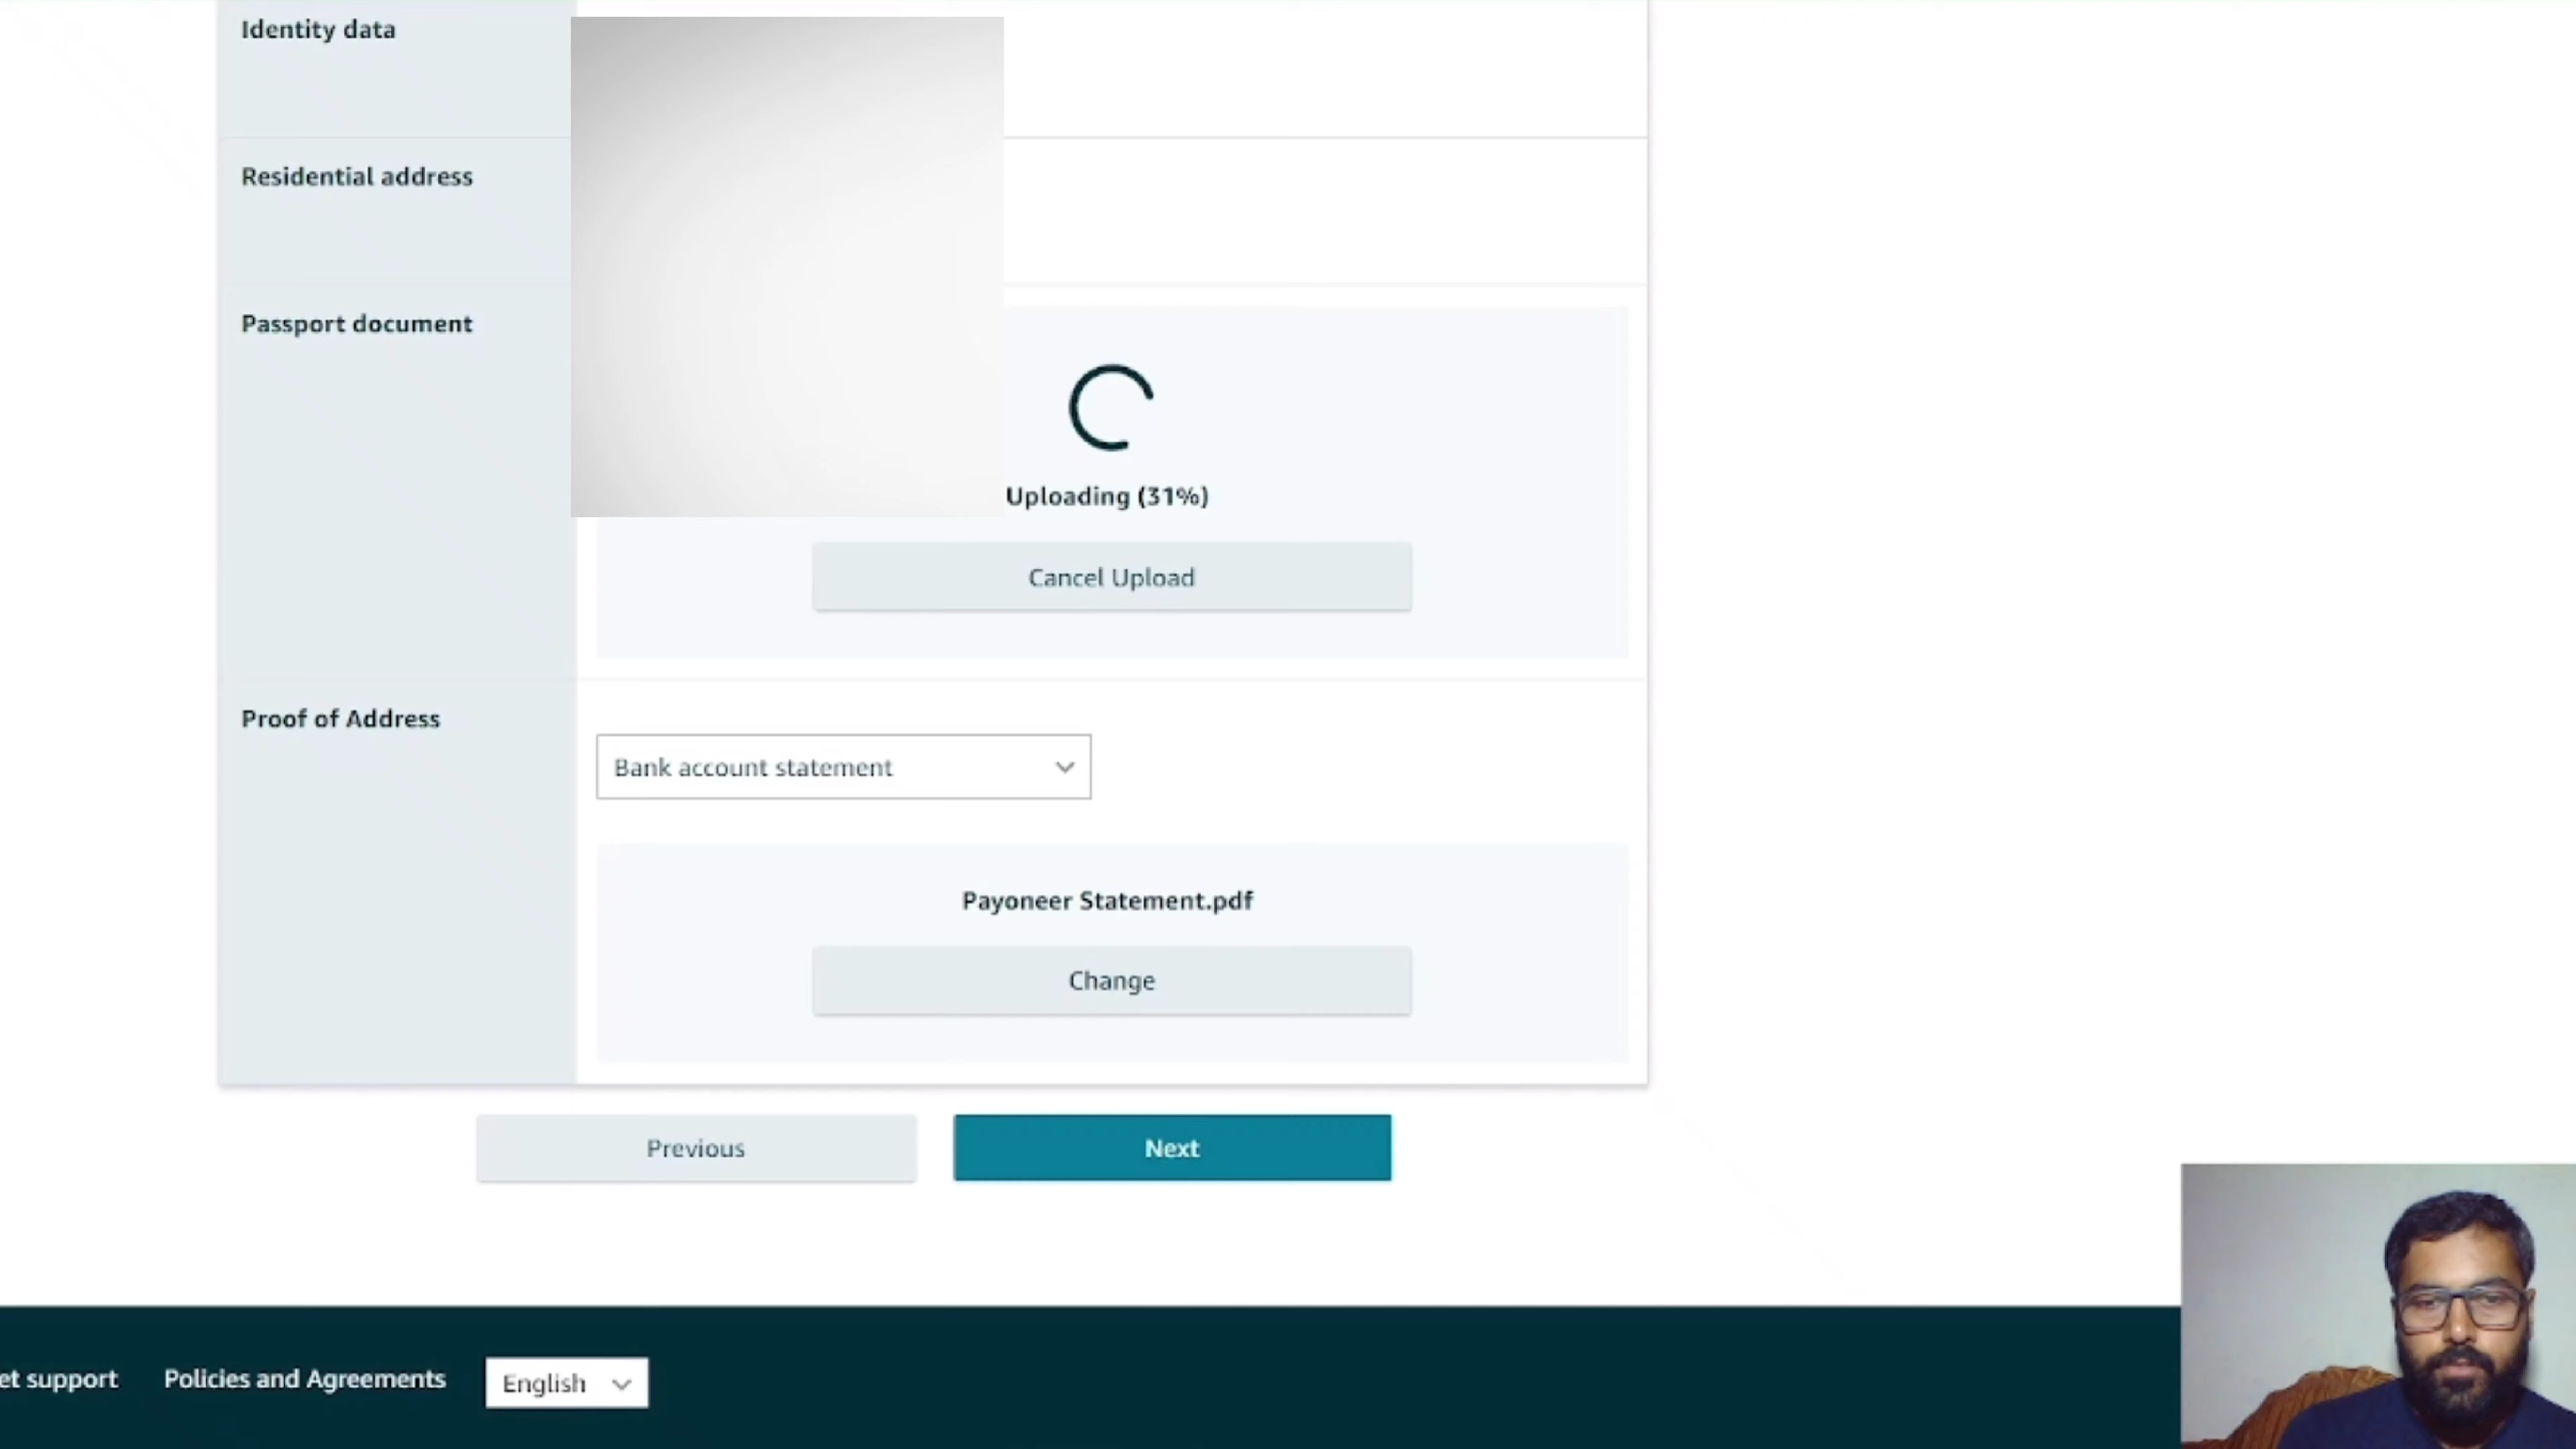 Identity data
Residential address
Passport document
Uploading (31%)
Cancel Upload
Proof of Address
Bank account statement
Payoneer Statement.pdf
Change
Previous
Next
et support
Policies and Agreements
English